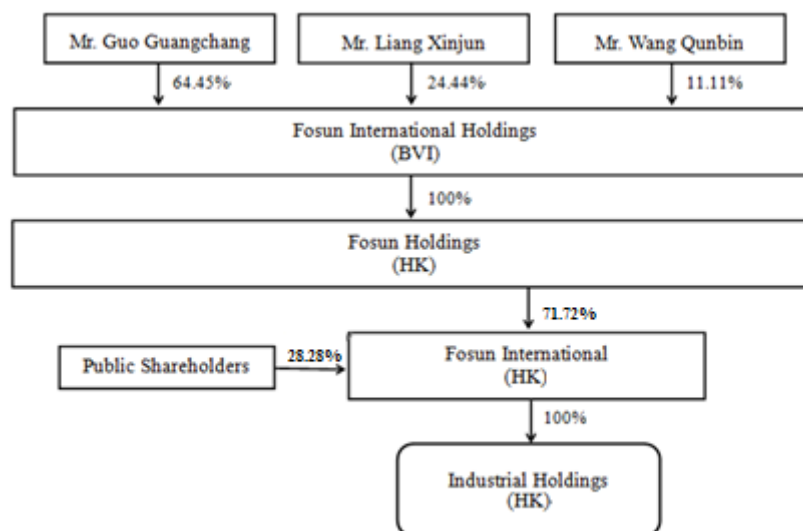 Mr. Guo Guangchang
Mr. Liang Xinjun
Mr. Wang Qunbin
64.45%
24.44%
11.11%
Fosun International Holdings
(BVI)
100%
Fosun Holdings
(HK)
71.72%
Public Shareholders
28.28%
Fosun International
(HK)
100%
Industrial Holdings
(HK)